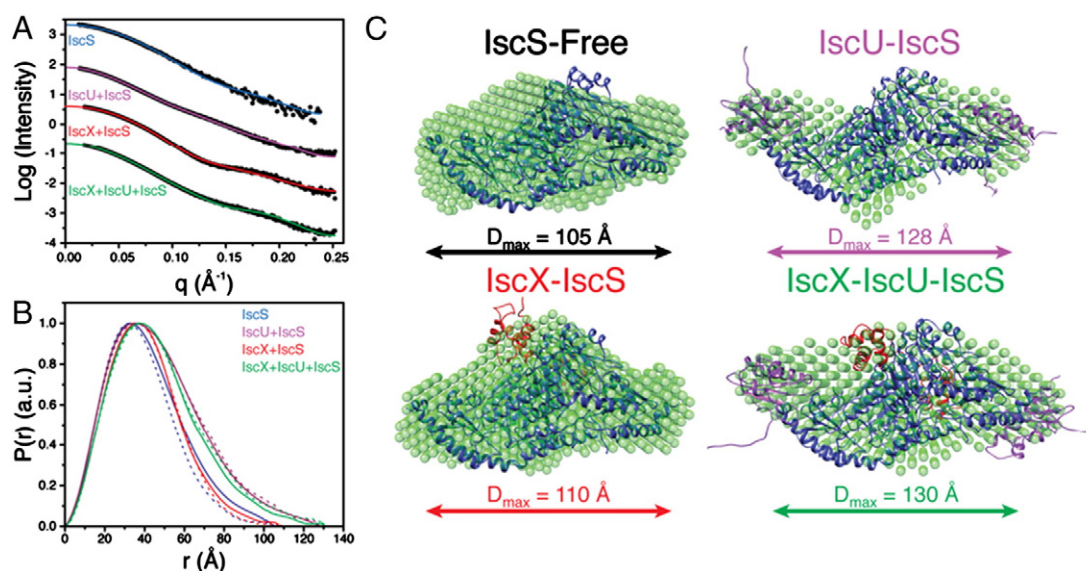 A
3
2
1
0
-1
-2
-3
-4
Log (Intensity)
IscS
IscU+IscS
IscX+IscS
IscX+IscU+IscS
0.00 0.05 0.10 0.15 0.20 0.25
q (Å⁻¹)
B
1.0
0.8
0.6
0.4
0.2
0.0
P(r) (a.u.)
IscS
IscU+IscS
IscX+IscS
IscX+IscU+IscS
0 20 40 60 80 100 120 140
r (Å)
C
IscS-Free
Dmax = 105 Å
IscU-IscS
Dmax = 128 Å
IscX-IscS
Dmax = 110 Å
IscX-IscU-IscS
Dmax = 130 Å